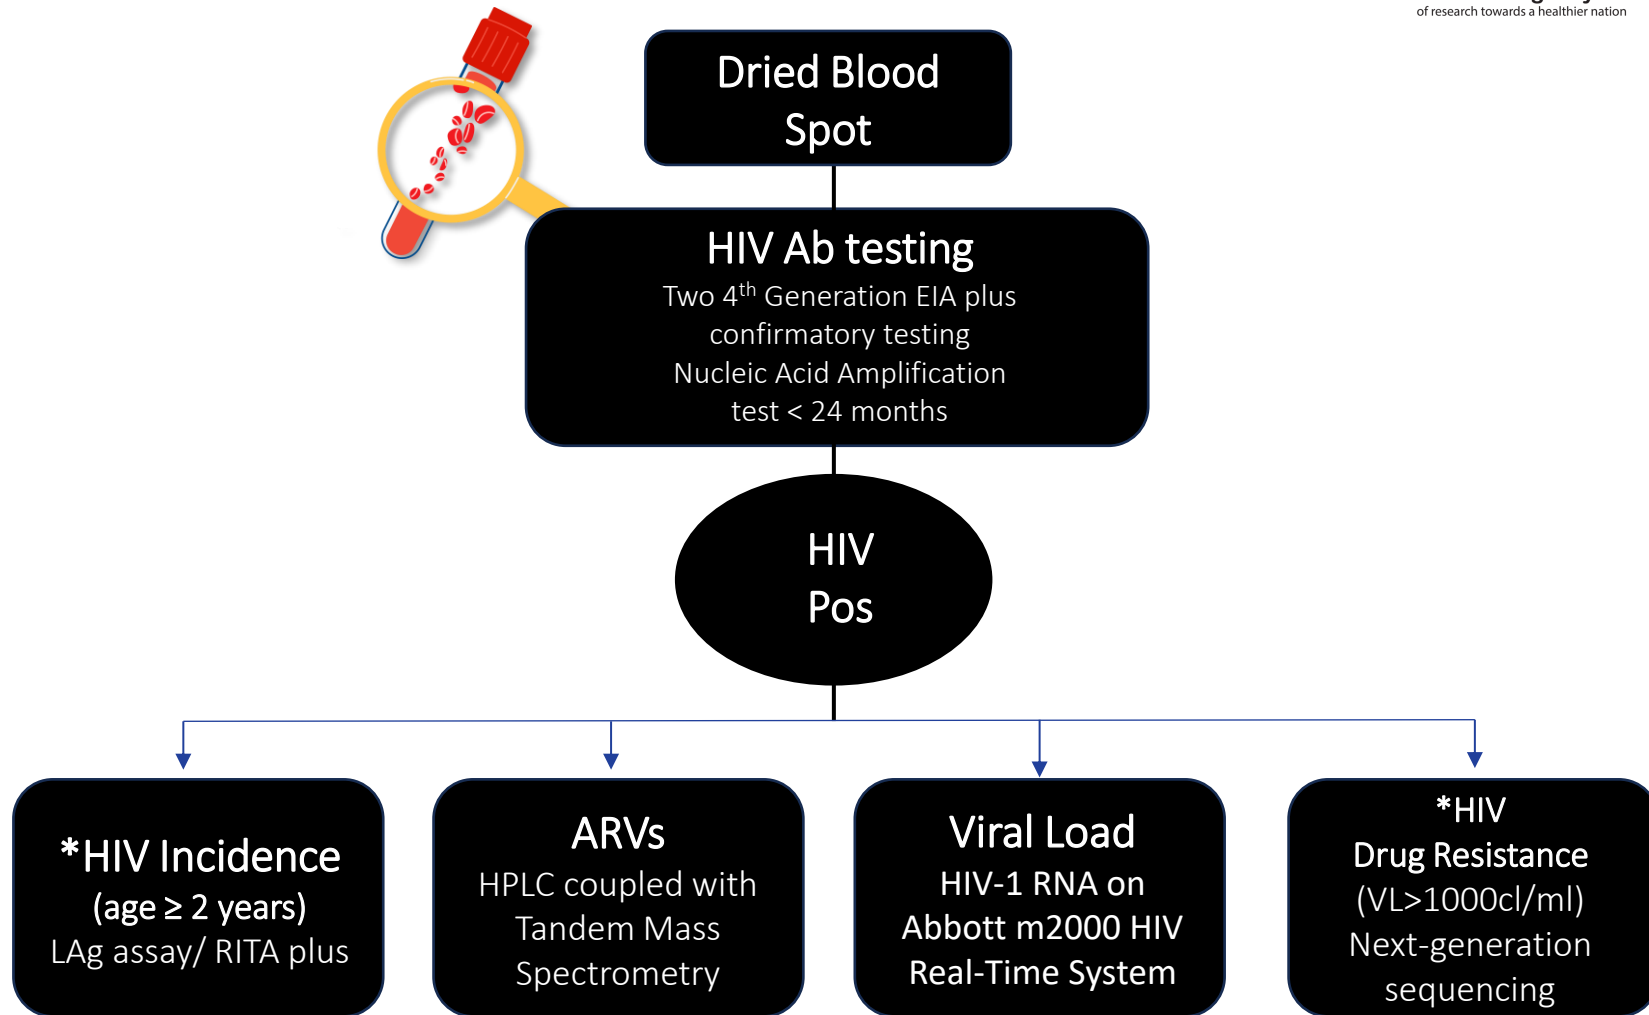 of research towards a healthier nation
Dried Blood
Spot
HIV Ab testing
Two 4th Generation EIA plus
confirmatory testing
Nucleic Acid Amplification
test < 24 months
HIV
Pos
*HIV Incidence
(age ≥ 2 years)
LAg assay/ RITA plus
ARVs
HPLC coupled with
Tandem Mass
Spectrometry
Viral Load
HIV-1 RNA on
Abbott m2000 HIV
Real-Time System
*HIV
Drug Resistance
(VL>1000cl/ml)
Next-generation
sequencing